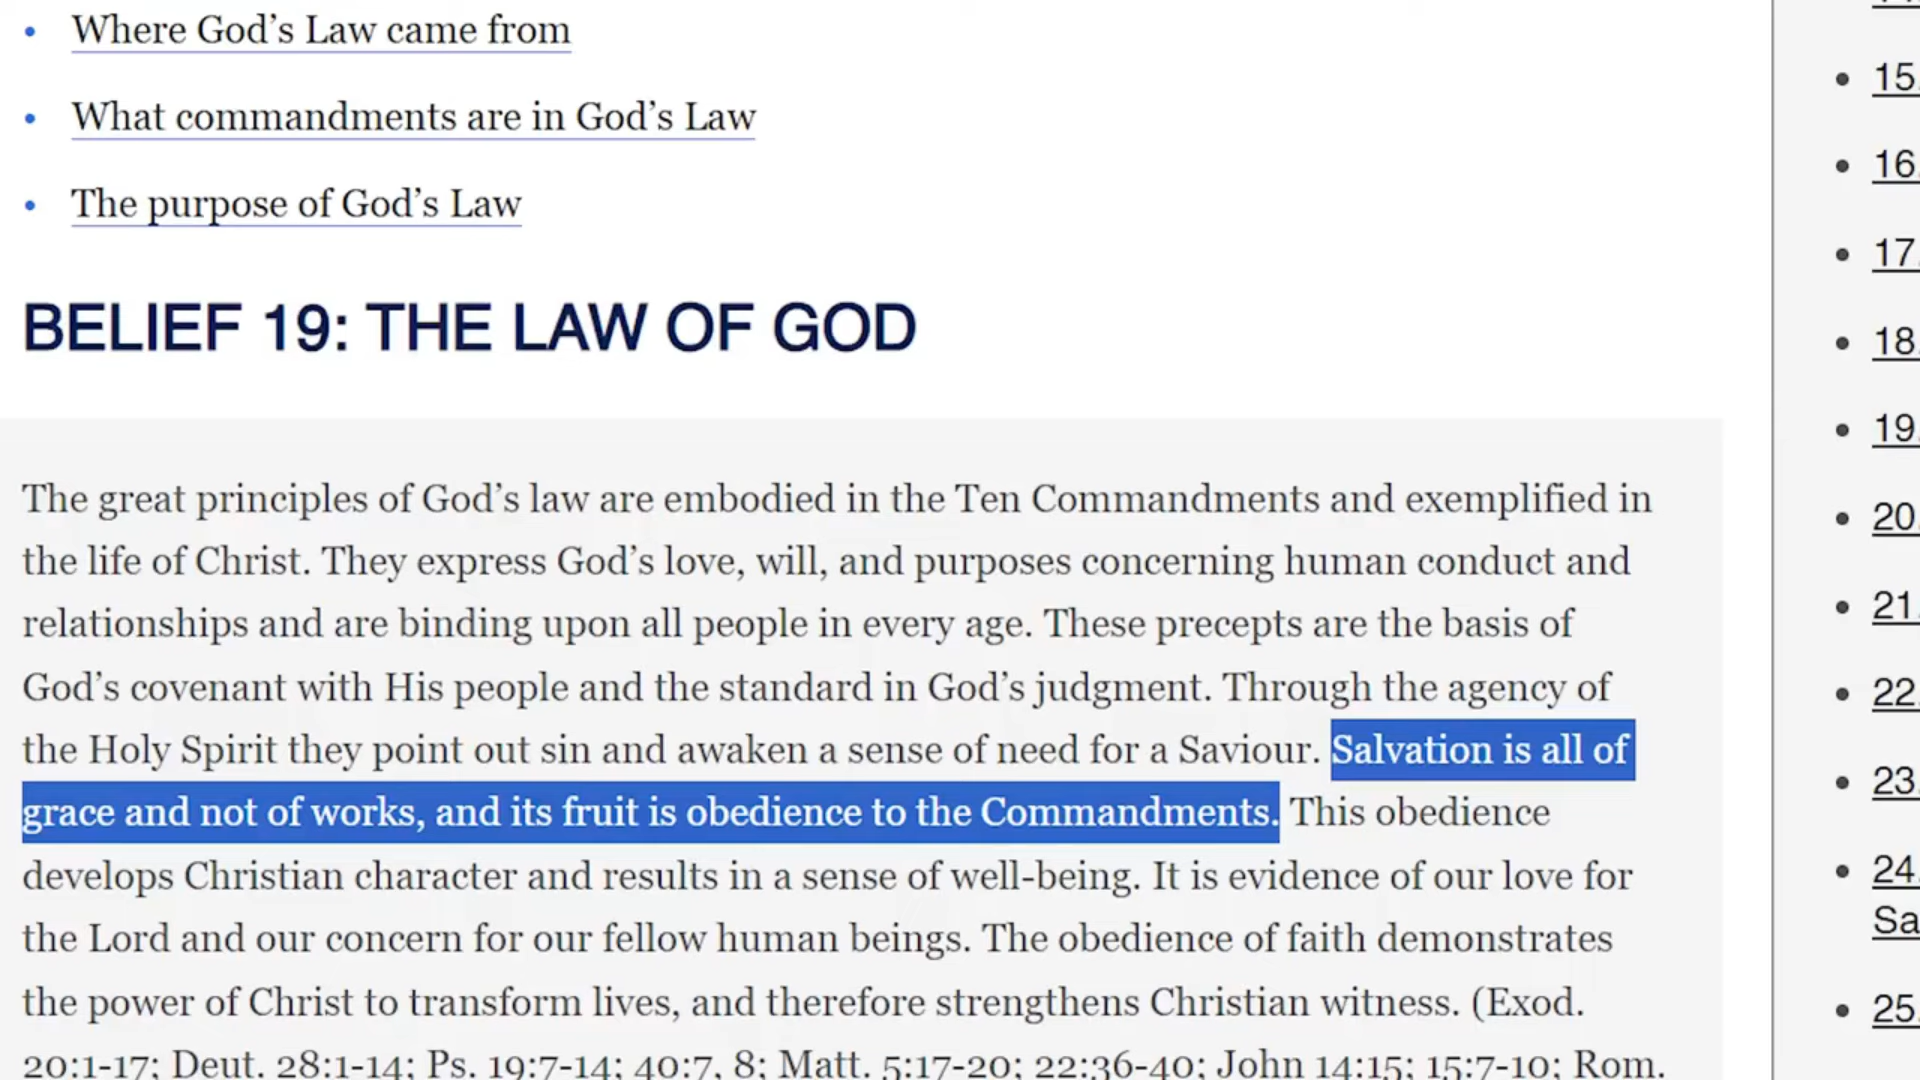 Where God’s Law came from
What commandments are in God’s Law
The purpose of God’s Law
BELIEF 19: THE LAW OF GOD
The great principles of God’s law are embodied in the Ten Commandments and exemplified in
the life of Christ. They express God’s love, will, and purposes concerning human conduct and
relationships and are binding upon all people in every age. These precepts are the basis of
God’s covenant with His people and the standard in God’s judgment. Through the agency of
the Holy Spirit they point out sin and awaken a sense of need for a Saviour. Salvation is all of
grace and not of works, and its fruit is obedience to the Commandments. This obedience
develops Christian character and results in a sense of well-being. It is evidence of our love for
the Lord and our concern for our fellow human beings. The obedience of faith demonstrates
the power of Christ to transform lives, and therefore strengthens Christian witness. (Exod.
20:1-17; Deut. 28:1-14; Ps. 19:7-14; 40:7, 8; Matt. 5:17-20; 22:36-40; John 14:15; 15:7-10; Rom.
15.
16.
17.
18.
19.
20.
21.
22.
23.
24.
Sa
25.